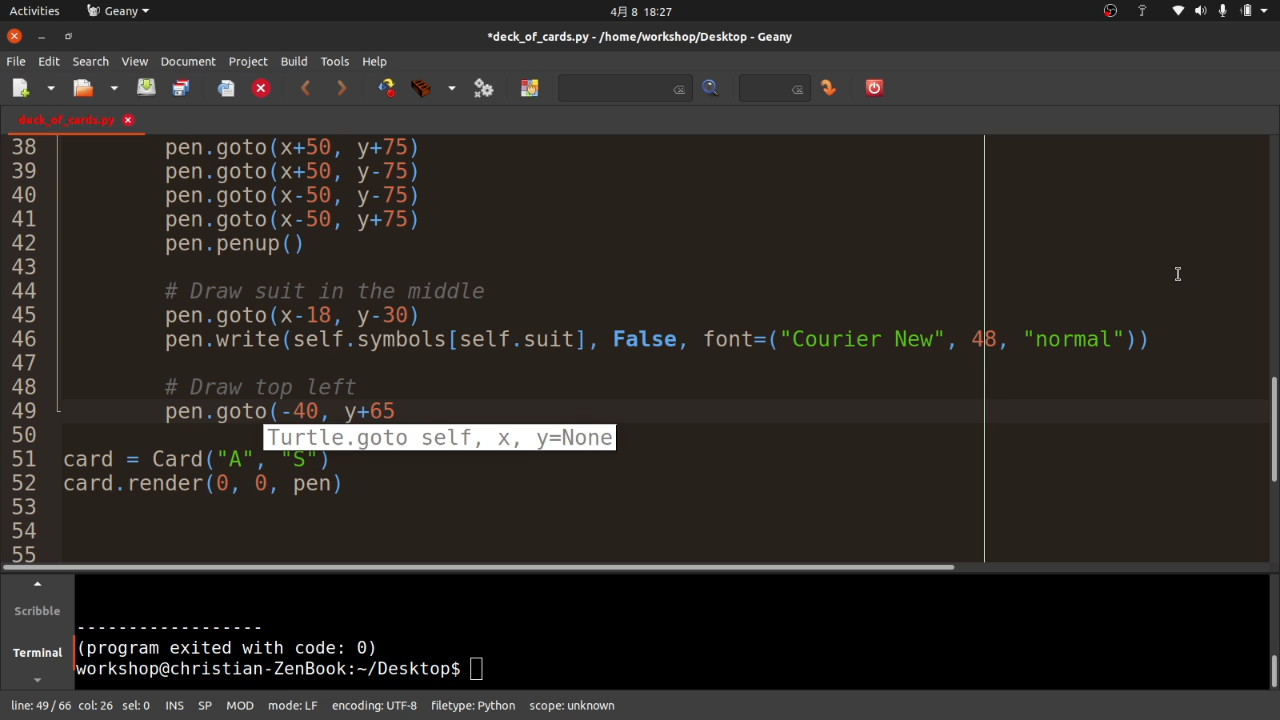 Activities Geany 4月 8 18:27
*deck_of_cards.py - /home/workshop/Desktop - Geany
File Edit Search View Document Project Build Tools Help
deck_of_cards.py
38 pen.goto(x+50, y+75)
39 pen.goto(x+50, y-75)
40 pen.goto(x-50, y-75)
41 pen.goto(x-50, y+75)
42 pen.penup()
43
44 # Draw suit in the middle
45 pen.goto(x-18, y-30)
46 pen.write(self.symbols[self.suit], False, font=("Courier New", 48, "normal"))
47
48 # Draw top left
49 pen.goto(-40, y+65
50 Turtle.goto self, x, y=None
51 card = Card("A", "S")
52 card.render(0, 0, pen)
53
54
55
Scribble
Terminal
------------------
(program exited with code: 0)
workshop@christian-ZenBook:~/Desktop$
line: 49 / 66 col: 26 sel: 0 INS SP MOD mode: LF encoding: UTF-8 filetype: Python scope: unknown